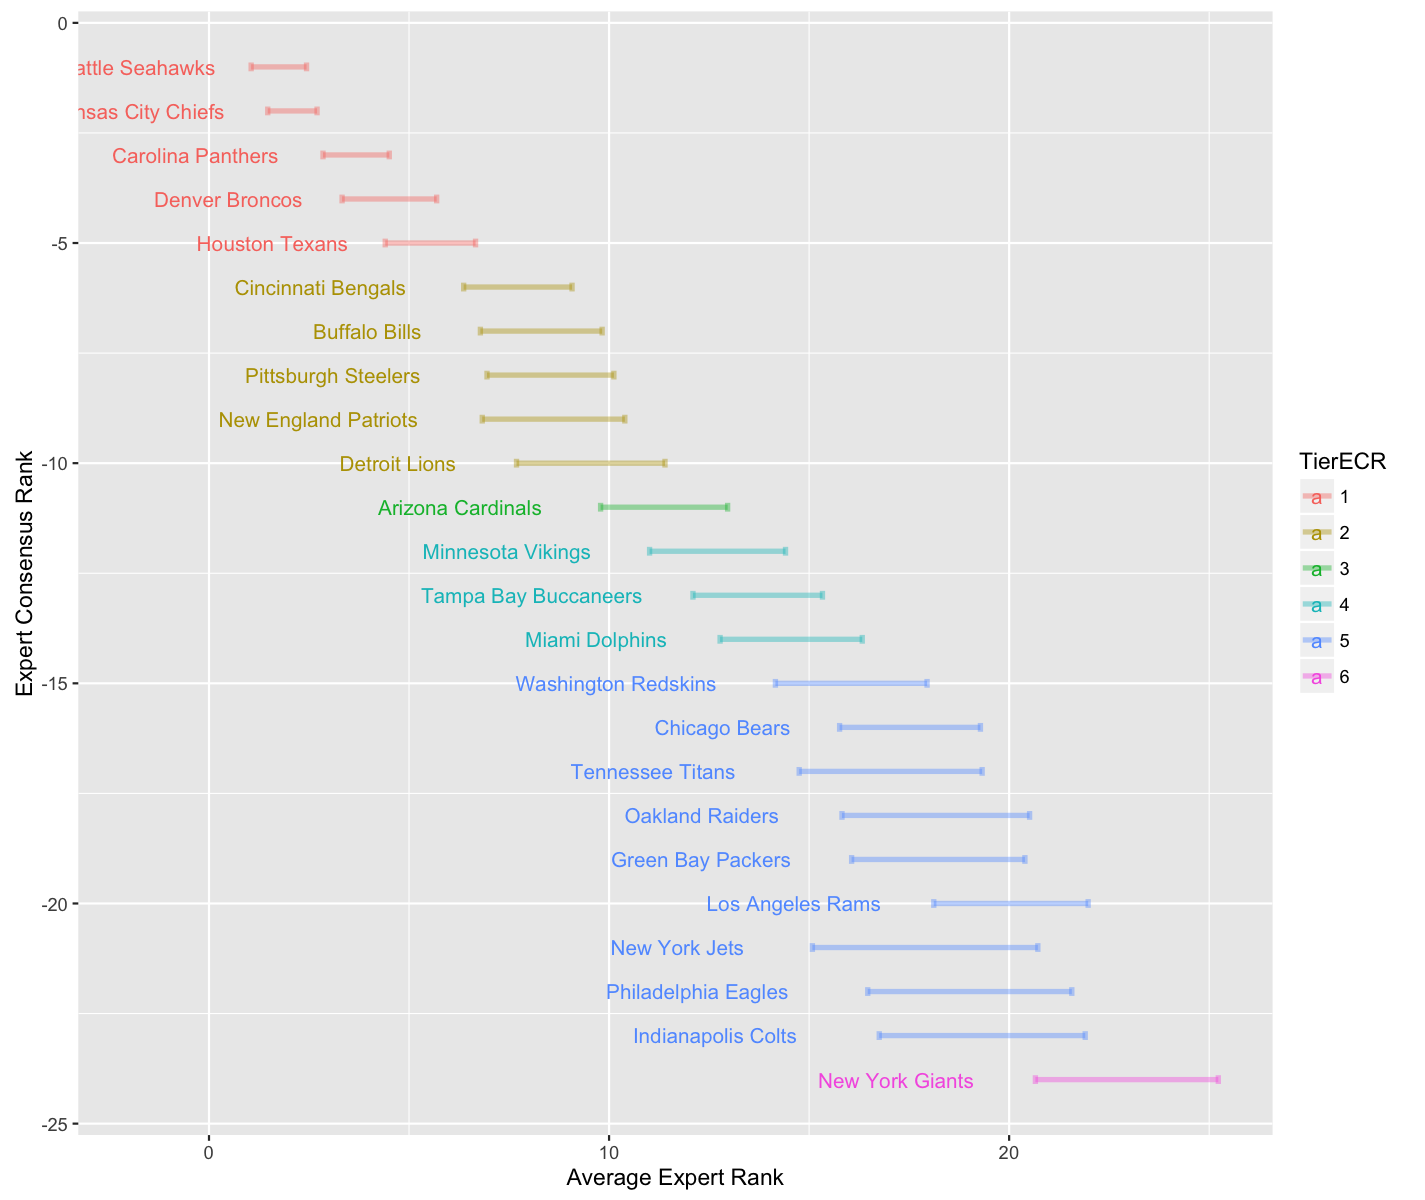 0
attle Seahawks
nsas City Chiefs
Carolina Panthers
Denver Broncos
-5
Houston Texans
Cincinnati Bengals
Buffalo Bills
Pittsburgh Steelers
New England Patriots
-10
Detroit Lions
Arizona Cardinals
Minnesota Vikings
Tampa Bay Buccaneers
Miami Dolphins
-15
Washington Redskins
Chicago Bears
Tennessee Titans
Oakland Raiders
Green Bay Packers
-20
Los Angeles Rams
New York Jets
Philadelphia Eagles
Indianapolis Colts
New York Giants
-25
0 10 20
Average Expert Rank
Expert Consensus Rank
TierECR
a 1
a 2
a 3
a 4
a 5
a 6